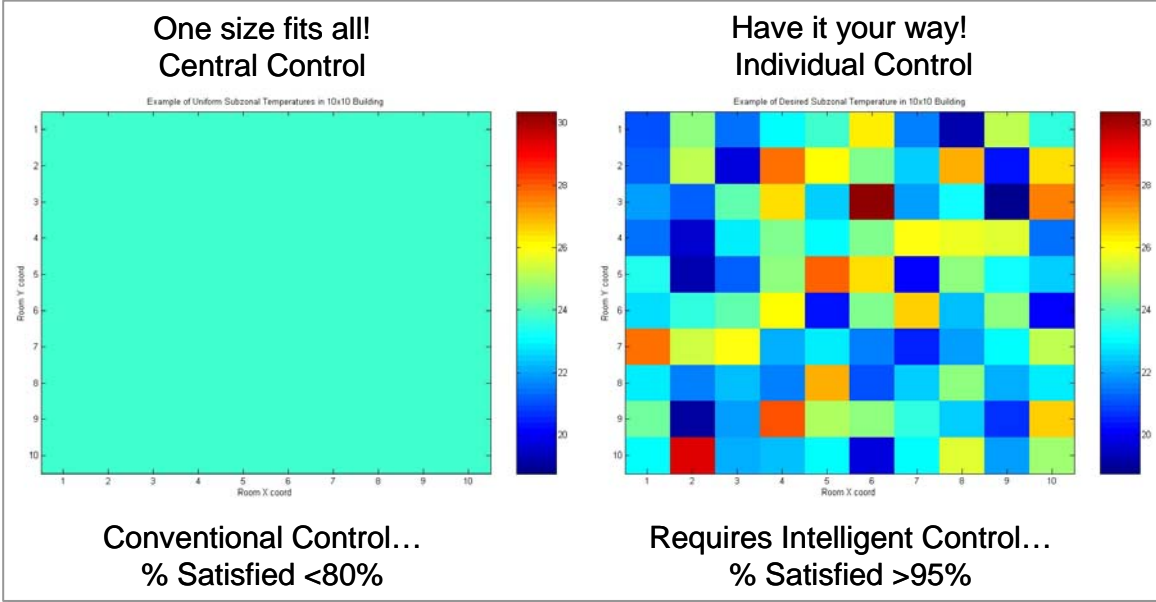 One size fits all!
Central Control
Example of Uniform Subzonal Temperatures in 10x10 Building
1
2
3
4
5
6
7
8
9
10
Room Y coord
1 2 3 4 5 6 7 8 9 10
Room X coord
30
28
26
24
22
20
Conventional Control…
% Satisfied <80%
Have it your way!
Individual Control
Example of Desired Subzonal Temperature in 10x10 Building
1
2
3
4
5
6
7
8
9
10
Room Y coord
1 2 3 4 5 6 7 8 9 10
Room X coord
30
28
26
24
22
20
Requires Intelligent Control…
% Satisfied >95%